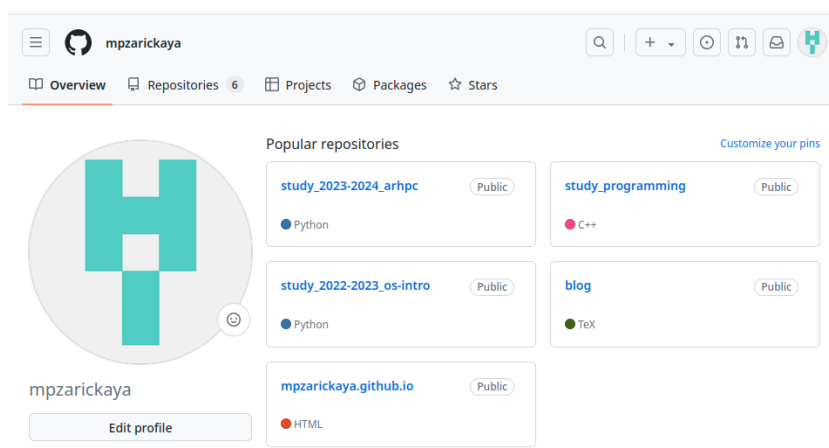 mpzarickaya
Overview Repositories 6 Projects Packages Stars
Popular repositories Customize your pins
study_2023-2024_arhpc Public
Python
study_programming Public
C++
study_2022-2023_os-intro Public
Python
blog Public
TeX
mpzarickaya.github.io Public
HTML
mpzarickaya
Edit profile